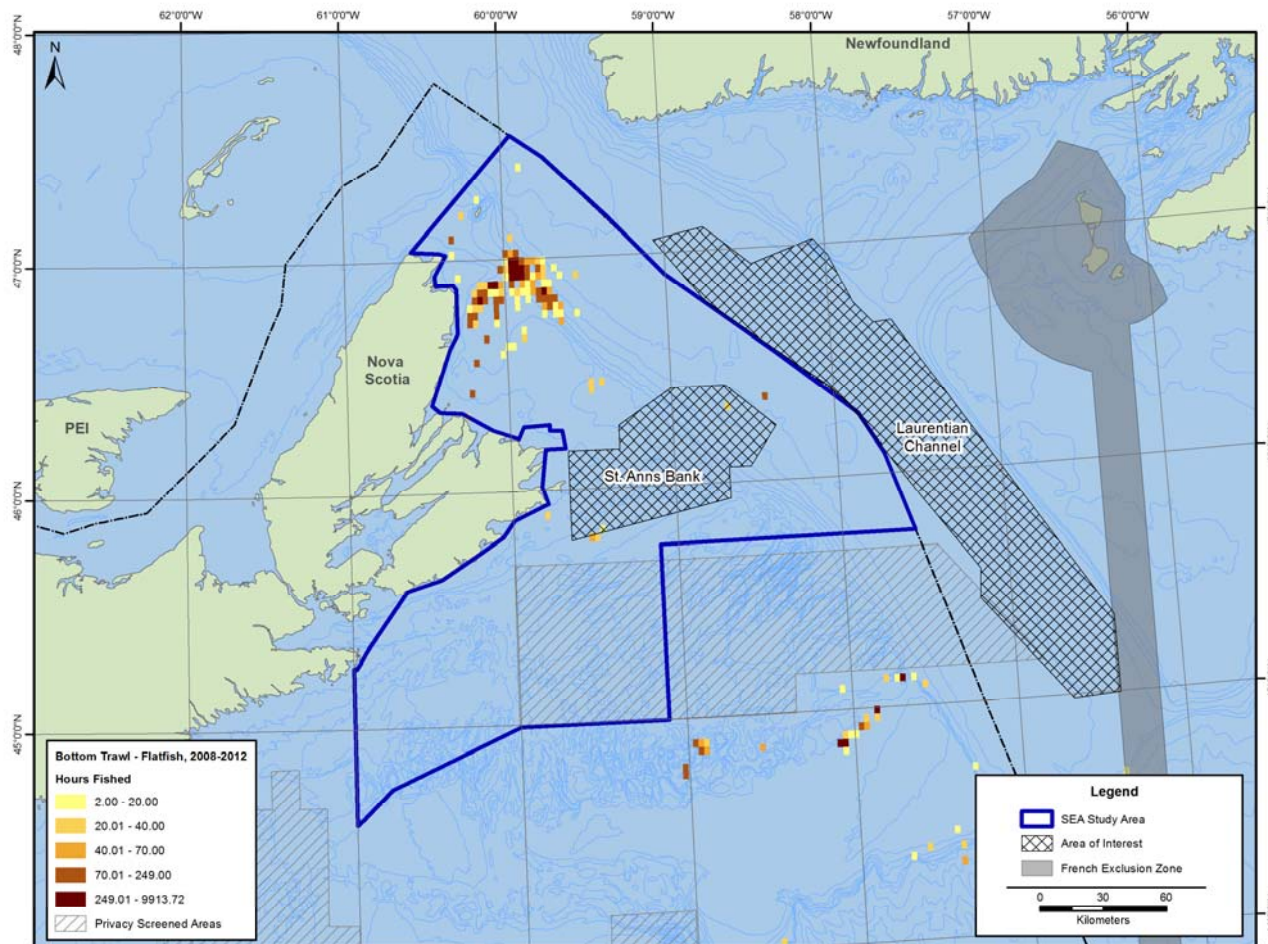 62°0'0"W
61°0'0"W
60°0'0"W
59°0'0"W
58°0'0"W
57°0'0"W
56°0'0"W
48°0'0"N
47°0'0"N
46°0'0"N
45°0'0"N
N
Newfoundland
Nova
Scotia
PEI
Laurentian
Channel
St. Anns Bank
Bottom Trawl - Flatfish, 2008-2012
Hours Fished
2.00 - 20.00
20.01 - 40.00
40.01 - 70.00
70.01 - 249.00
249.01 - 9913.72
Privacy Screened Areas
Legend
SEA Study Area
Area of Interest
French Exclusion Zone
0 30 60
Kilometers